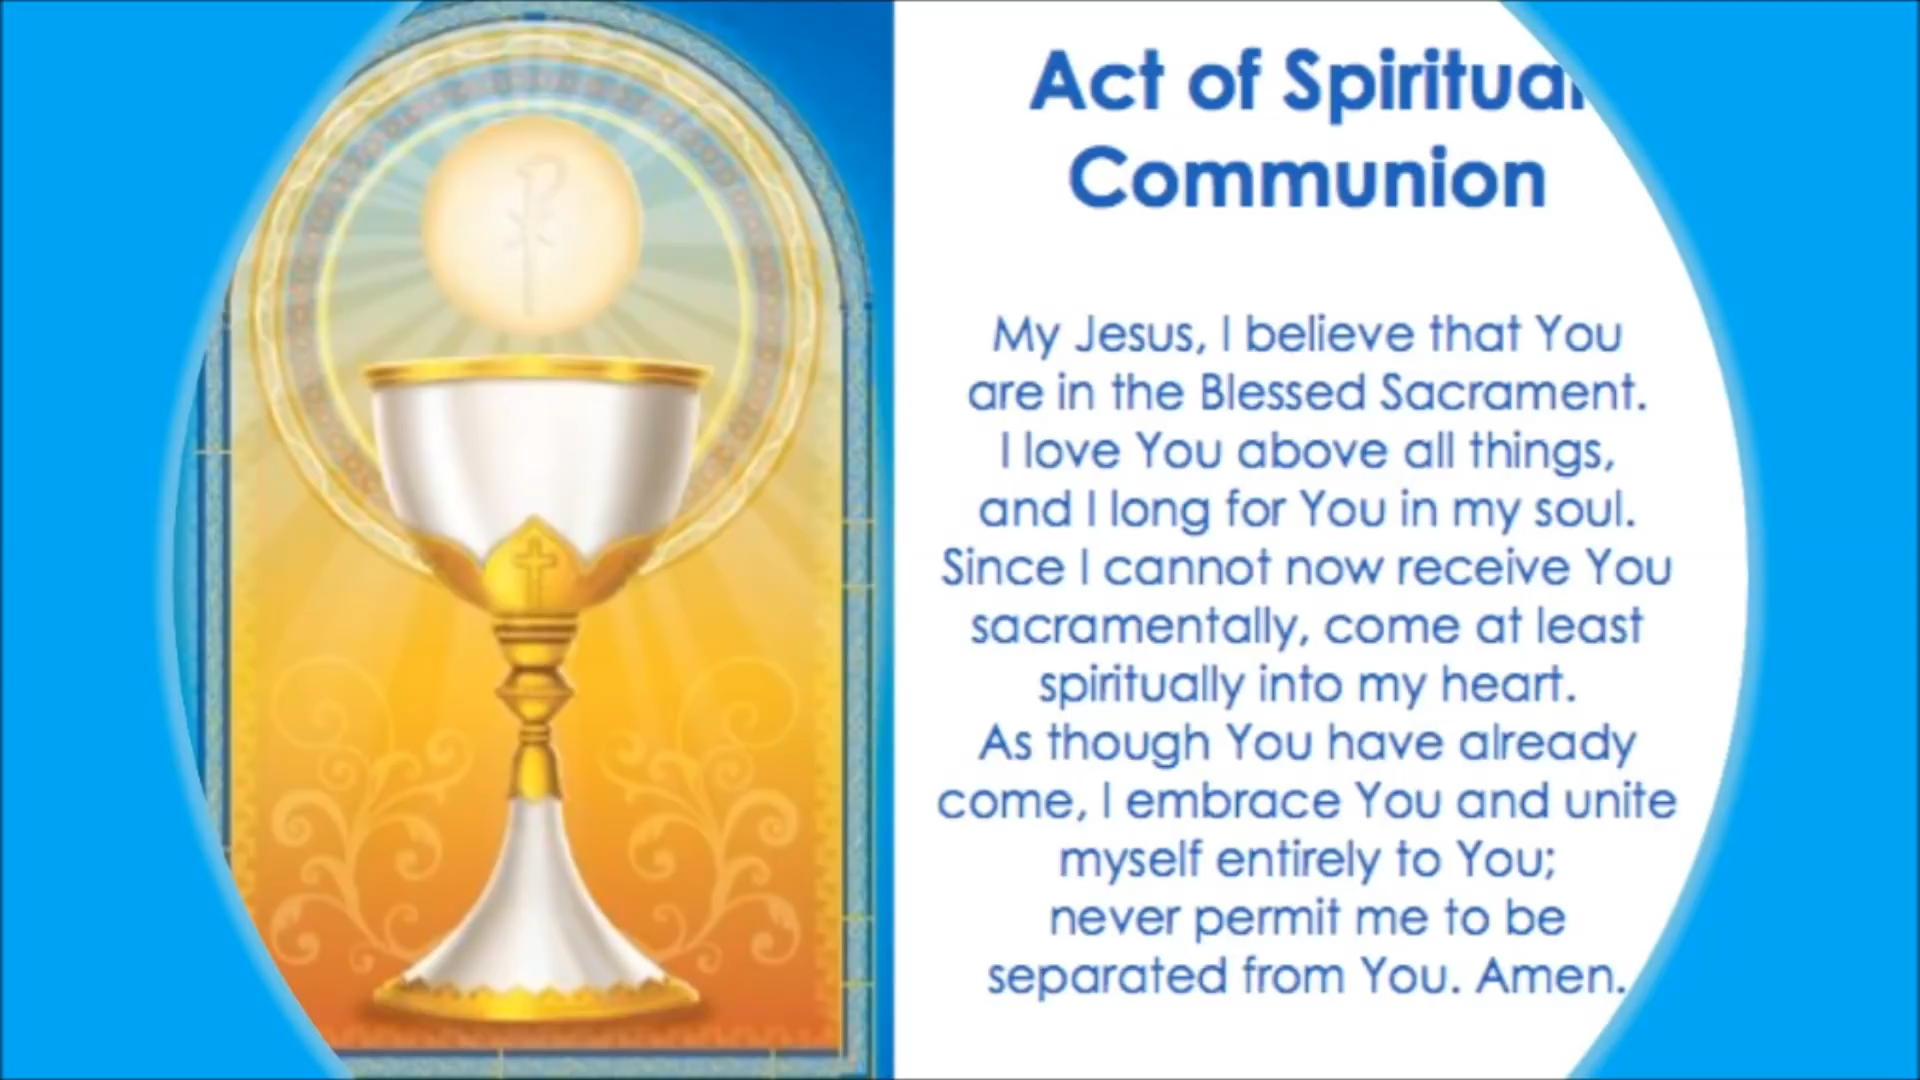 Act of Spiritual
Communion
My Jesus, I believe that You
are in the Blessed Sacrament.
I love You above all things,
and I long for You in my soul.
Since I cannot now receive You
sacramentally, come at least
spiritually into my heart.
As though You have already
come, I embrace You and unite
myself entirely to You;
never permit me to be
separated from You. Amen.